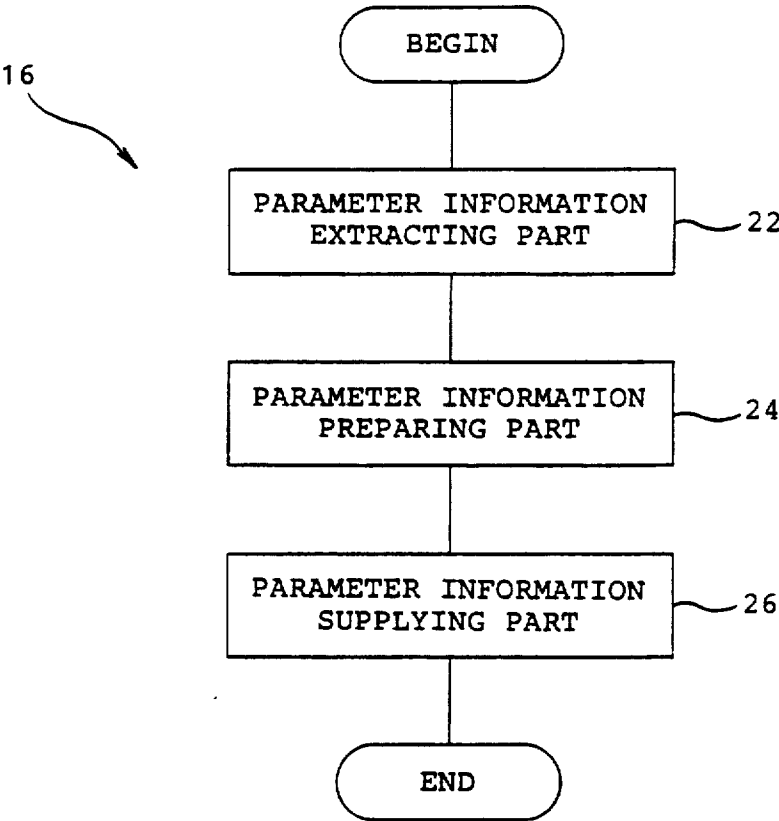 BEGIN
16
PARAMETER INFORMATION
EXTRACTING PART
22
PARAMETER INFORMATION
PREPARING PART
24
PARAMETER INFORMATION
SUPPLYING PART
26
END